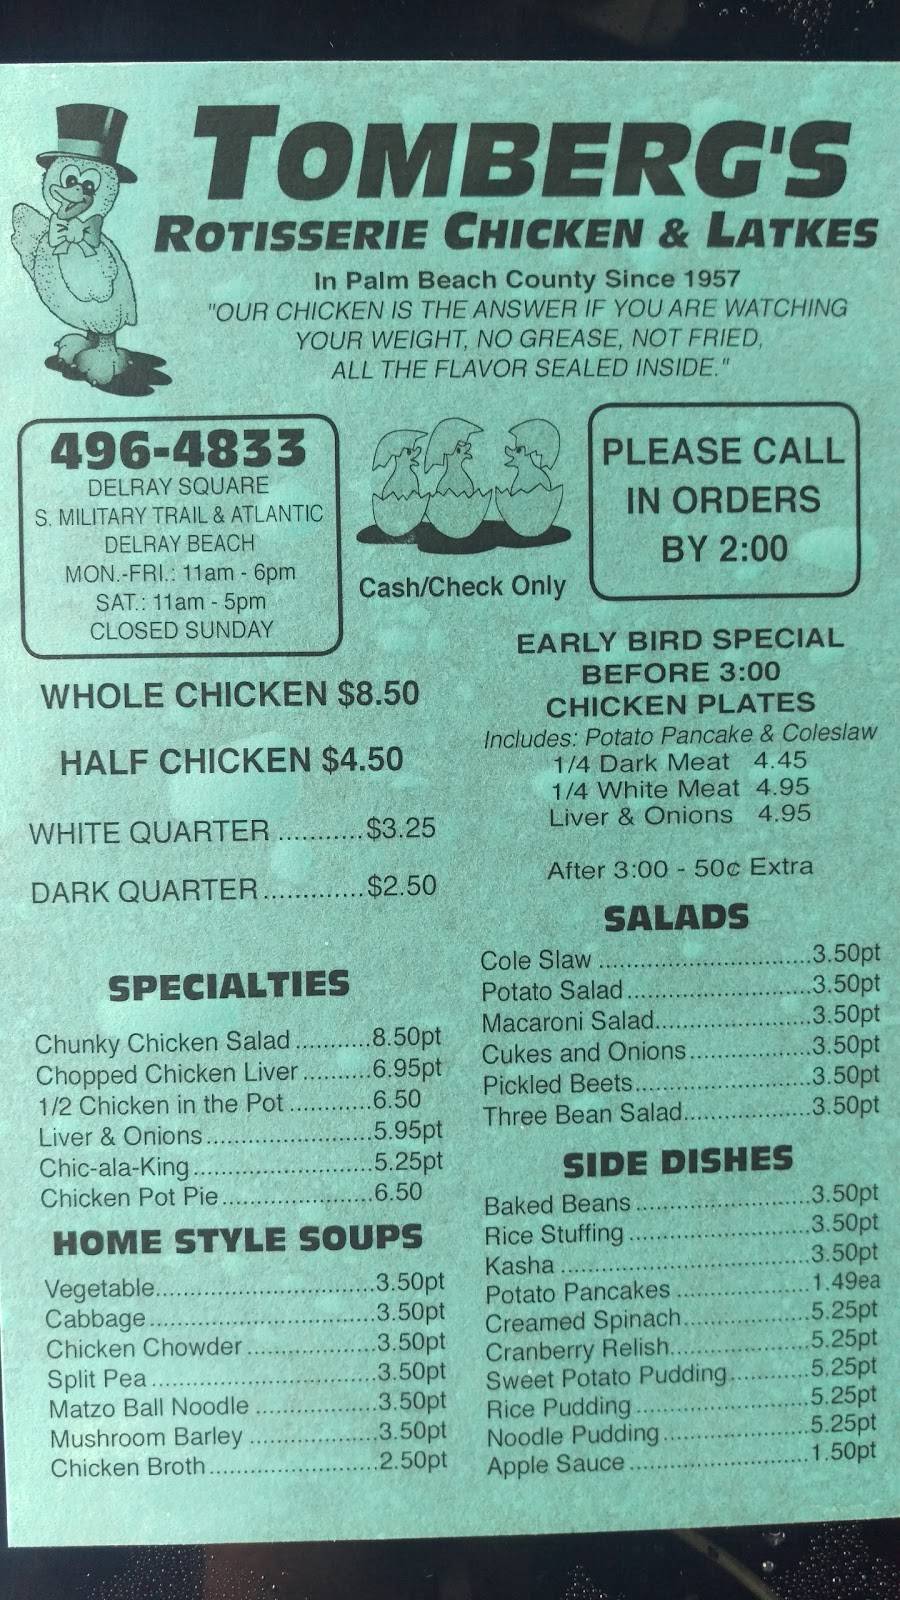 TOMBERG'S
ROTISSERIE CHICKEN & LATKES
In Palm Beach County Since 1957
"OUR CHICKEN IS THE ANSWER IF YOU ARE WATCHING
YOUR WEIGHT, NO GREASE, NOT FRIED,
ALL THE FLAVOR SEALED INSIDE."
496-4833
DELRAY SQUARE
S. MILITARY TRAIL & ATLANTIC
DELRAY BEACH
MON.-FRI.: 11am - 6pm
SAT.: 11am - 5pm
CLOSED SUNDAY
Cash/Check Only
PLEASE CALL
IN ORDERS
BY 2:00
WHOLE CHICKEN $8.50
HALF CHICKEN $4.50
WHITE QUARTER ........... $3.25
DARK QUARTER ............. $2.50
EARLY BIRD SPECIAL
BEFORE 3:00
CHICKEN PLATES
Includes: Potato Pancake & Coleslaw
1/4 Dark Meat 4.45
1/4 White Meat 4.95
Liver & Onions 4.95
After 3:00 - 50¢ Extra
SPECIALTIES
Chunky Chicken Salad ........... 8.50pt
Chopped Chicken Liver .......... 6.95pt
1/2 Chicken in the Pot ............ 6.50
Liver & Onions ........................ 5.95pt
Chic-ala-King .......................... 5.25pt
Chicken Pot Pie ...................... 6.50
HOME STYLE SOUPS
Vegetable ................................ 3.50pt
Cabbage ................................. 3.50pt
Chicken Chowder ................... 3.50pt
Split Pea ................................. 3.50pt
Matzo Ball Noodle .................. 3.50pt
Mushroom Barley ................... 3.50pt
Chicken Broth ......................... 2.50pt
SALADS
Cole Slaw ............................... 3.50pt
Potato Salad ........................... 3.50pt
Macaroni Salad ....................... 3.50pt
Cukes and Onions .................. 3.50pt
Pickled Beets .......................... 3.50pt
Three Bean Salad ................... 3.50pt
SIDE DISHES
Baked Beans ......................... 3.50pt
Rice Stuffing .......................... 3.50pt
Kasha .................................... 3.50pt
Potato Pancakes ................... 1.49ea
Creamed Spinach .................. 5.25pt
Cranberry Relish .................... 5.25pt
Sweet Potato Pudding ........... 5.25pt
Rice Pudding ......................... 5.25pt
Noodle Pudding ..................... 5.25pt
Apple Sauce .......................... 1.50pt